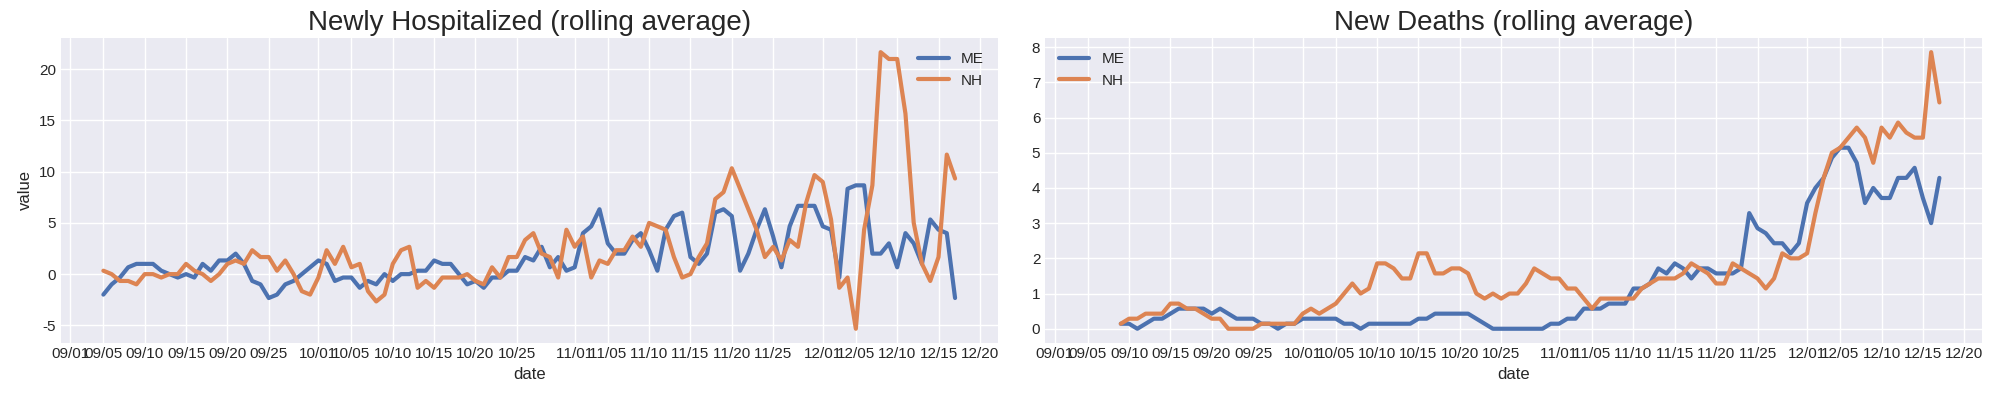 Newly Hospitalized (rolling average)
ME
NH
20
15
10
5
0
-5
value
09/01 09/05 09/10 09/15 09/20 09/25 10/01 10/05 10/10 10/15 10/20 10/25 11/01 11/05 11/10 11/15 11/20 11/25 12/01 12/05 12/10 12/15 12/20
date
New Deaths (rolling average)
ME
NH
8
7
6
5
4
3
2
1
0
09/01 09/05 09/10 09/15 09/20 09/25 10/01 10/05 10/10 10/15 10/20 10/25 11/01 11/05 11/10 11/15 11/20 11/25 12/01 12/05 12/10 12/15 12/20
date